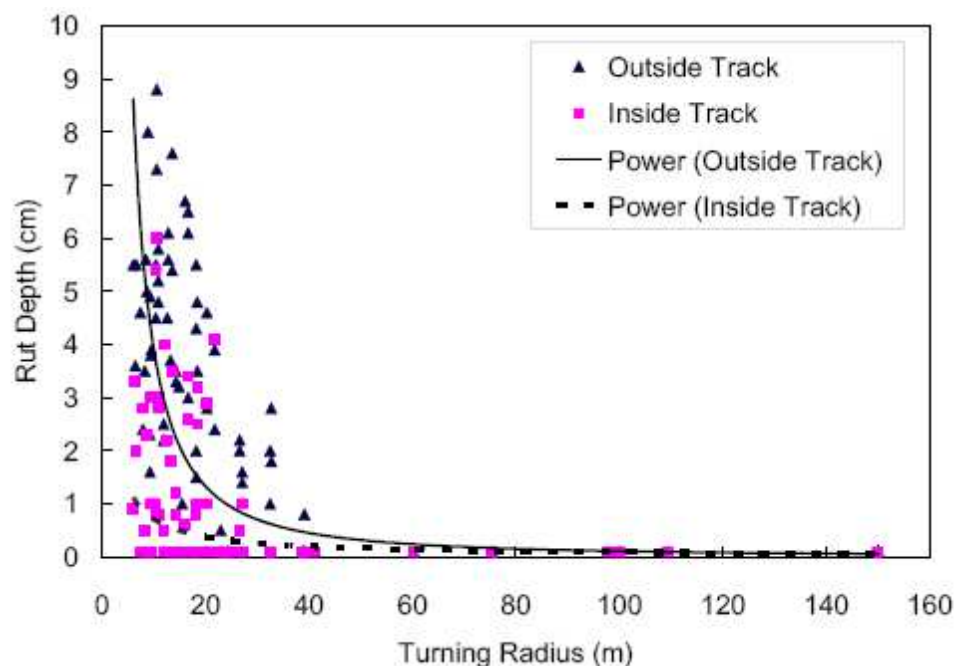 10
9
8
7
6
5
4
3
2
1
0
Rut Depth (cm)
Outside Track
Inside Track
Power (Outside Track)
Power (Inside Track)
0 20 40 60 80 100 120 140 160
Turning Radius (m)